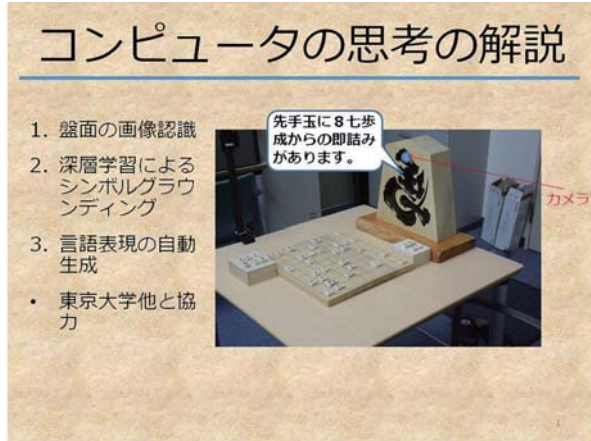 コンピュータの思考の解説
1. 盤面の画像認識
2. 深層学習による
シンボルグラウ
ンディング
3. 言語表現の自動
生成
• 東京大学他と協
力
先手玉に８七歩
成からの即詰み
があります。
カメラ
1